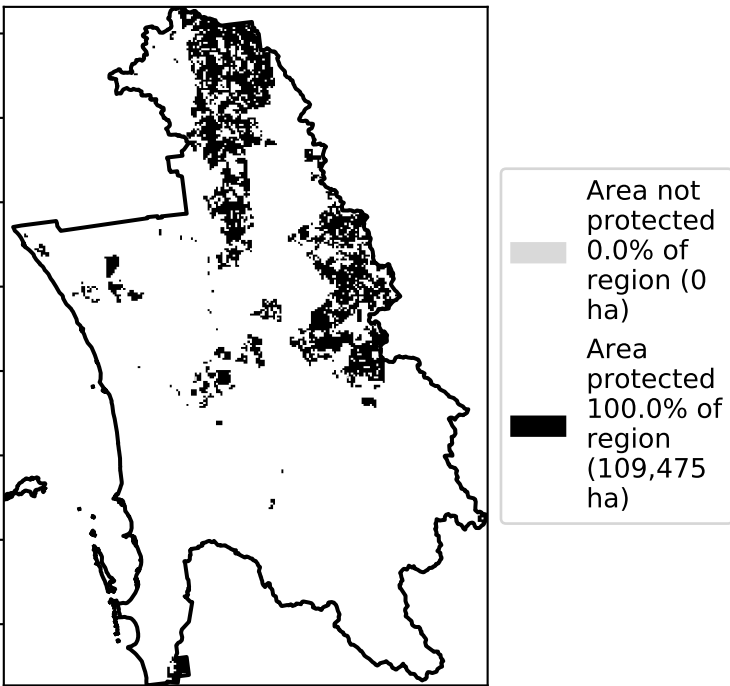 Area not
protected
0.0% of
region (0
ha)
Area
protected
100.0% of
region
(109,475
ha)